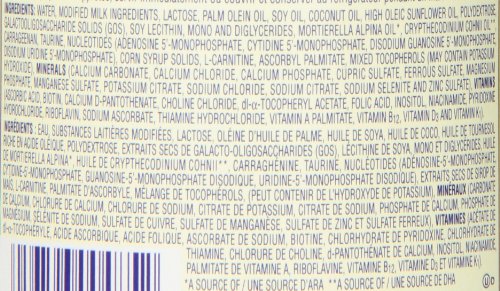 INGREDIENTS: WATER, MODIFIED MILK INGREDIENTS, LACTOSE, PALM OLEIN OIL, SOY OIL, COCONUT OIL, HIGH OLEIC SUNFLOWER OIL, POLYDEXTROSE,
GALACTOOLIGOSACCHARIDE SOLIDS (GOS), SOY LECITHIN, MONO AND DIGLYCERIDES, MORTIERELLA ALPINA OIL*, CRYPTHECODINIUM COHNII OIL**,
CARRAGEENAN, TAURINE, NUCLEOTIDES (ADENOSINE 5'-MONOPHOSPHATE, CYTIDINE 5'-MONOPHOSPHATE, DISODIUM GUANOSINE 5'-MONOPHOSPHATE,
DISODIUM URIDINE 5'-MONOPHOSPHATE), CORN SYRUP SOLIDS, L-CARNITINE, ASCORBYL PALMITATE, MIXED TOCOPHEROLS (MAY CONTAIN POTASSIUM
HYDROXIDE). MINERALS (CALCIUM CARBONATE, CALCIUM CHLORIDE, CALCIUM PHOSPHATE, CUPRIC SULFATE, FERROUS SULFATE, MAGNESIUM
PHOSPHATE, MANGANESE SULFATE, POTASSIUM CITRATE, SODIUM CHLORIDE, SODIUM CITRATE, SODIUM SELENITE AND ZINC SULFATE), VITAMINS
(ASCORBIC ACID, BIOTIN, CALCIUM D-PANTOTHENATE, CHOLINE CHLORIDE, dl-α-TOCOPHERYL ACETATE, FOLIC ACID, INOSITOL, NIACINAMIDE, PYRIDOXINE
HYDROCHLORIDE, RIBOFLAVIN, SODIUM ASCORBATE, THIAMINE HYDROCHLORIDE, VITAMIN A PALMITATE, VITAMIN B12, VITAMIN D3 AND VITAMIN K1).
INGRÉDIENTS : EAU, SUBSTANCES LAITIÈRES MODIFIÉES, LACTOSE, OLÉINE D'HUILE DE PALME, HUILE DE SOYA, HUILE DE COCO, HUILE DE TOURNESOL
RICHE EN ACIDE OLÉIQUE, POLYDEXTROSE, EXTRAITS SECS DE GALACTO-OLIGOSACCHARIDES (GOS), LÉCITHINE DE SOYA, MONO ET DIGLYCÉRIDES, HUILE
DE MORTIERELLA ALPINA*, HUILE DE CRYPTHECODINIUM COHNII**, CARRAGHÉNINE, TAURINE, NUCLÉOTIDES (ADÉNOSINE-5'-MONOPHOSPHATE,
CYTIDINE-5'-MONOPHOSPHATE, GUANOSINE-5'-MONOPHOSPHATE DISODIQUE, URIDINE-5'-MONOPHOSPHATE DISODIQUE), EXTRAITS SECS DE SIROP DE
MAÏS, L-CARNITINE, PALMITATE D'ASCORBYLE, MÉLANGE DE TOCOPHÉROLS, (PEUT CONTENIR DE L'HYDROXYDE DE POTASSIUM). MINÉRAUX (CARBONATE
DE CALCIUM, CHLORURE DE CALCIUM, CHLORURE DE SODIUM, CITRATE DE POTASSIUM, CITRATE DE SODIUM, PHOSPHATE DE CALCIUM, PHOSPHATE DE
MAGNÉSIUM, SÉLÉNITE DE SODIUM, SULFATE DE CUIVRE, SULFATE DE MANGANÈSE, SULFATE DE ZINC ET SULFATE FERREUX), VITAMINES (ACÉTATE DE
dl-α-TOCOPHÉRYLE, ACIDE ASCORBIQUE, ACIDE FOLIQUE, ASCORBATE DE SODIUM, BIOTINE, CHLORHYDRATE DE PYRIDOXINE, CHLORHYDRATE DE
THIAMINE, CHLORURE DE CHOLINE, d-PANTOTHÉNATE DE CALCIUM, INOSITOL, NIACINAMIDE,
PALMITATE DE VITAMINE A, RIBOFLAVINE, VITAMINE B12, VITAMINE D3 ET VITAMINE K1).
*A SOURCE OF / UNE SOURCE D'ARA **A SOURCE OF / UNE SOURCE DE DHA